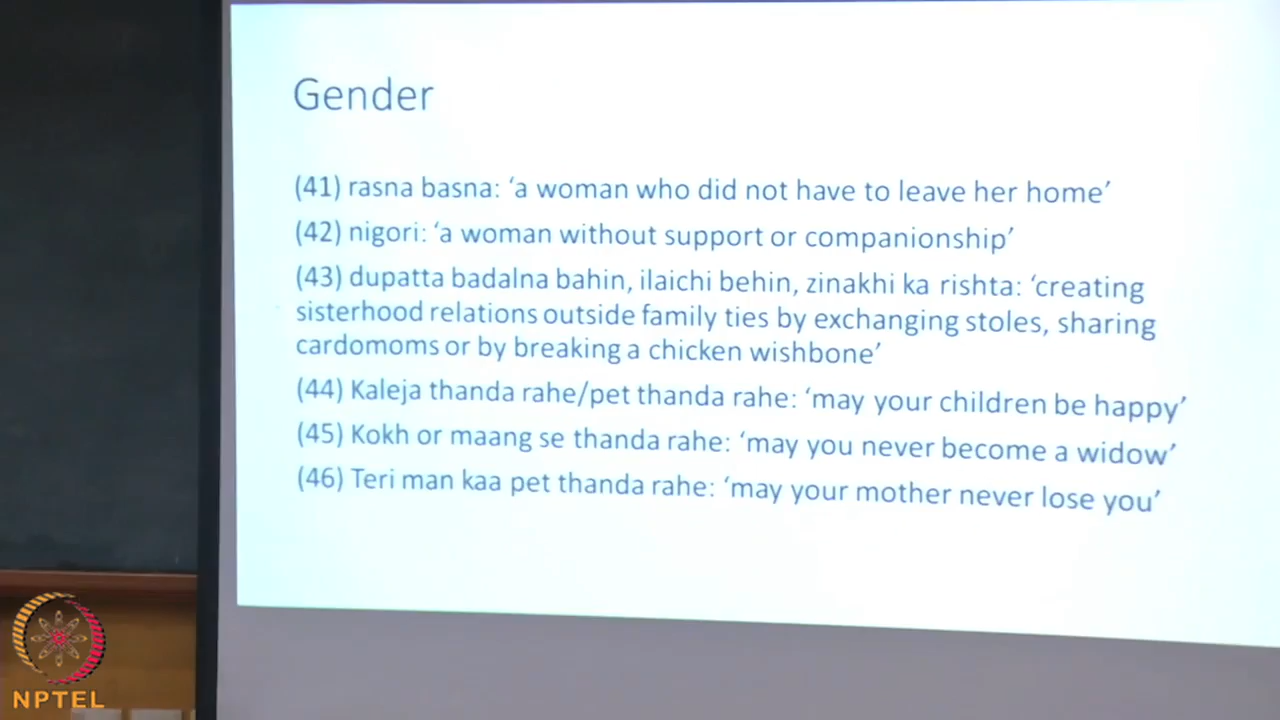 Gender
(41) rasna basna: ‘a woman who did not have to leave her home’
(42) nigori: ‘a woman without support or companionship’
(43) dupatta badalna bahin, ilaichi behin, zinakhi ka rishta: ‘creating
sisterhood relations outside family ties by exchanging stoles, sharing
cardomoms or by breaking a chicken wishbone’
(44) Kaleja thanda rahe/pet thanda rahe: ‘may your children be happy’
(45) Kokh or maang se thanda rahe: ‘may you never become a widow’
(46) Teri man kaa pet thanda rahe: ‘may your mother never lose you’
NPTEL